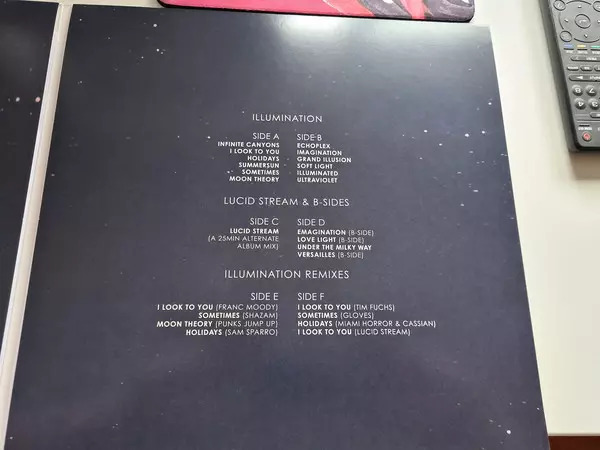 ILLUMINATION
SIDE A
INFINITE CANYONS
I LOOK TO YOU
HOLIDAYS
SUMMERSUN
SOMETIMES
MOON THEORY
SIDE B
ECHOPLEX
IMAGINATION
GRAND ILLUSION
SOFT LIGHT
ILLUMINATED
ULTRAVIOLET
LUCID STREAM & B-SIDES
SIDE C
LUCID STREAM
(A 25MIN ALTERNATE
ALBUM MIX)
SIDE D
EMAGINATION (B-SIDE)
LOVE LIGHT (B-SIDE)
UNDER THE MILKY WAY
VERSAILLES (B-SIDE)
ILLUMINATION REMIXES
SIDE E
I LOOK TO YOU (FRANC MOODY)
SOMETIMES (SHAZAM)
MOON THEORY (PUNKS JUMP UP)
HOLIDAYS (SAM SPARRO)
SIDE F
I LOOK TO YOU (TIM FUCHS)
SOMETIMES (GLOVES)
HOLIDAYS (MIAMI HORROR & CASSIAN)
I LOOK TO YOU (LUCID STREAM)